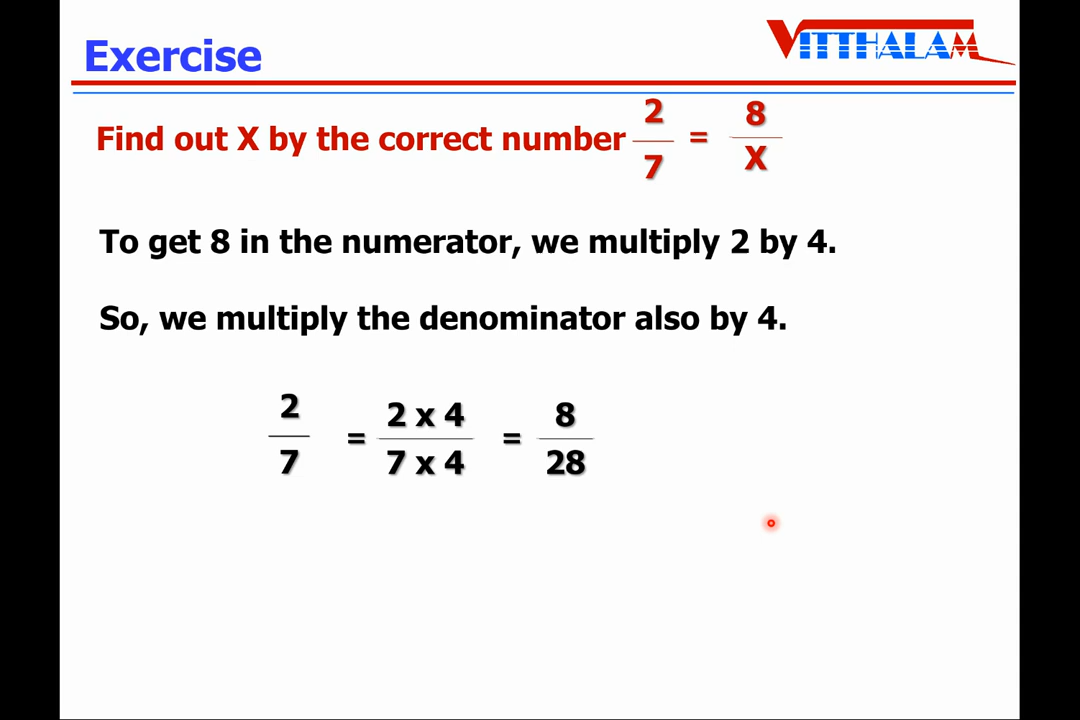 Exercise
VITTHALAM
Find out X by the correct number 2/7 = 8/X
To get 8 in the numerator, we multiply 2 by 4.
So, we multiply the denominator also by 4.
2/7 = 2 x 4/7 x 4 = 8/28